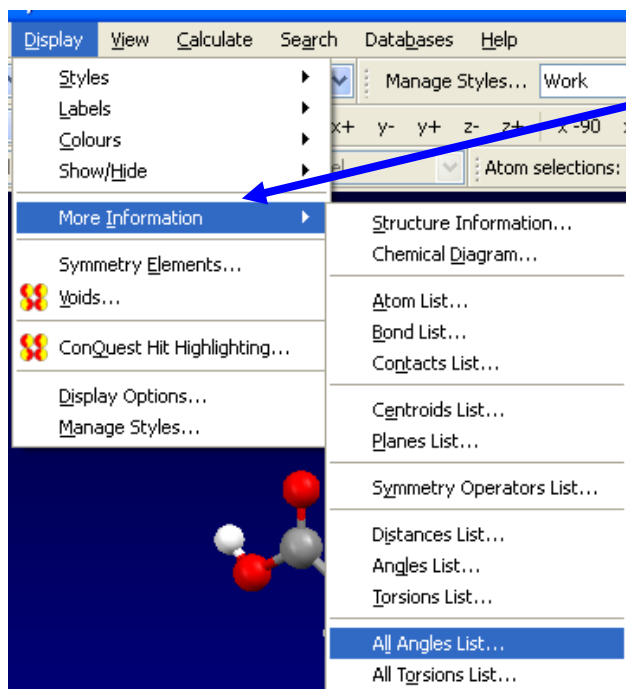 Display View Calculate Search Databases Help
Styles
Labels
Colours
Show/Hide
More Information
Symmetry Elements...
Voids...
ConQuest Hit Highlighting...
Display Options...
Manage Styles...
Manage Styles... Work
x+ y- y+ z- z+ x -90
Atom selections:
Structure Information...
Chemical Diagram...
Atom List...
Bond List...
Contacts List...
Centroids List...
Planes List...
Symmetry Operators List...
Distances List...
Angles List...
Torsions List...
All Angles List...
All Torsions List...